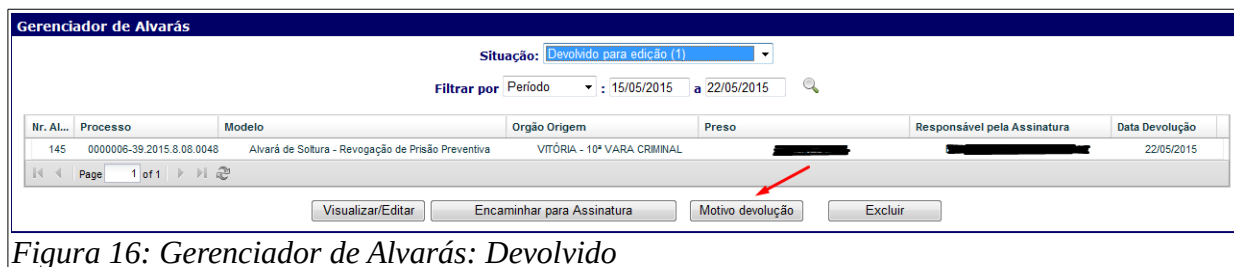 Gerenciador de Alvarás
Situação: Devolvido para edição (1)
Filtrar por Período : 15/05/2015 a 22/05/2015
Nr. Al... Processo Modelo Orgão Origem Preso Responsável pela Assinatura Data Devolução
145 0000006-39.2015.8.08.0048 Alvará de Soltura - Revogação de Prisão Preventiva VITÓRIA - 10ª VARA CRIMINAL 22/05/2015
Page 1 of 1
Visualizar/Editar Encaminhar para Assinatura Motivo devolução Excluir
Figura 16: Gerenciador de Alvarás: Devolvido